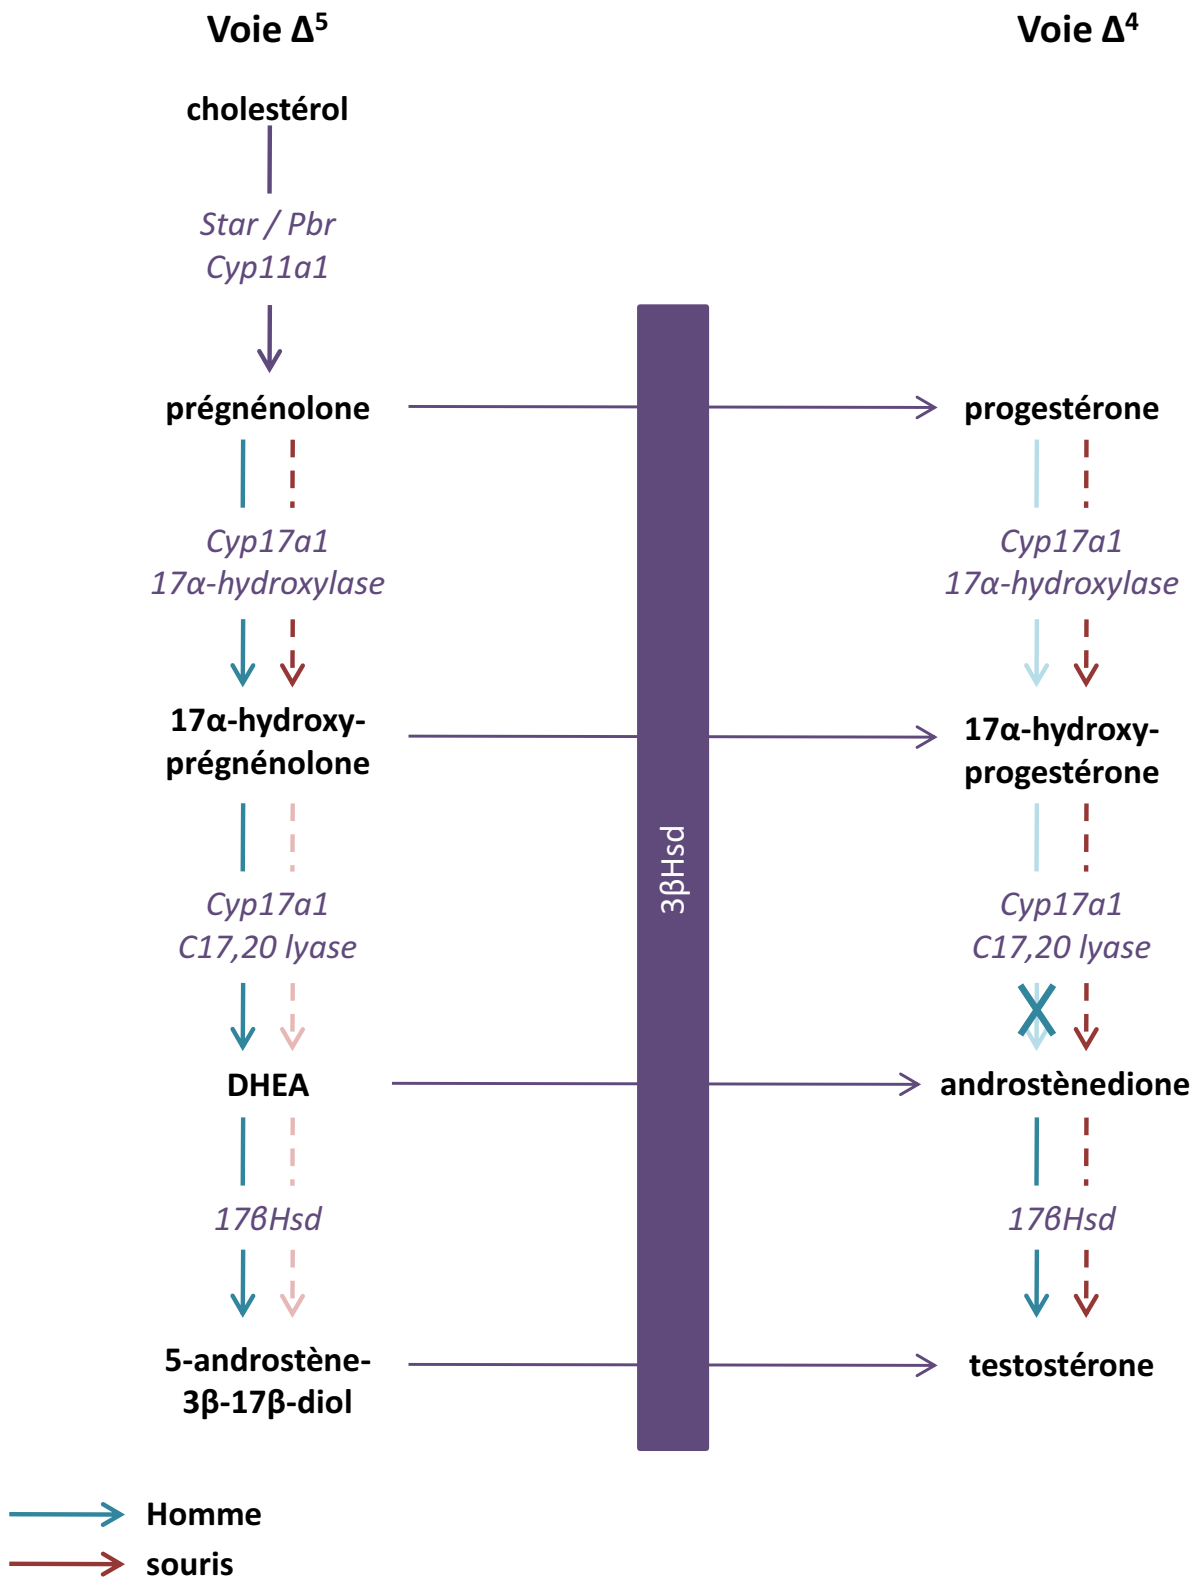 Voie Δ⁵
Voie Δ⁴
cholestérol
Star / Pbr
Cyp11a1
prégnénolone
progestérone
Cyp17a1
17α-hydroxylase
Cyp17a1
17α-hydroxylase
17α-hydroxy-
prégnénolone
17α-hydroxy-
progestérone
3βHsd
Cyp17a1
C17,20 lyase
Cyp17a1
C17,20 lyase
DHEA
androstènedione
17βHsd
17βHsd
5-androstène-
3β-17β-diol
testostérone
Homme
souris